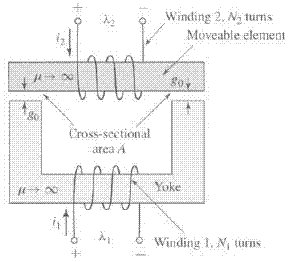 + λ₂ −
i₂
Winding 2, N₂ turns
Moveable element
μ → ∞
g₀
g₀
Cross-sectional
area A
μ → ∞
Yoke
i₁
+ λ₁ −
Winding 1, N₁ turns